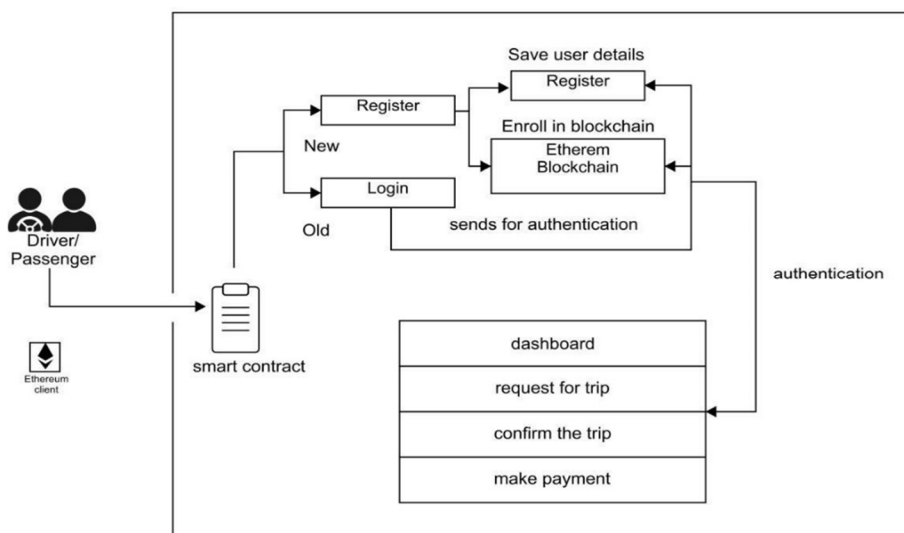 Save user details
Register
Register
Enroll in blockchain
Etherem
Blockchain
New
Login
Old
sends for authentication
Driver/
Passenger
authentication
smart contract
Ethereum
client
dashboard
request for trip
confirm the trip
make payment